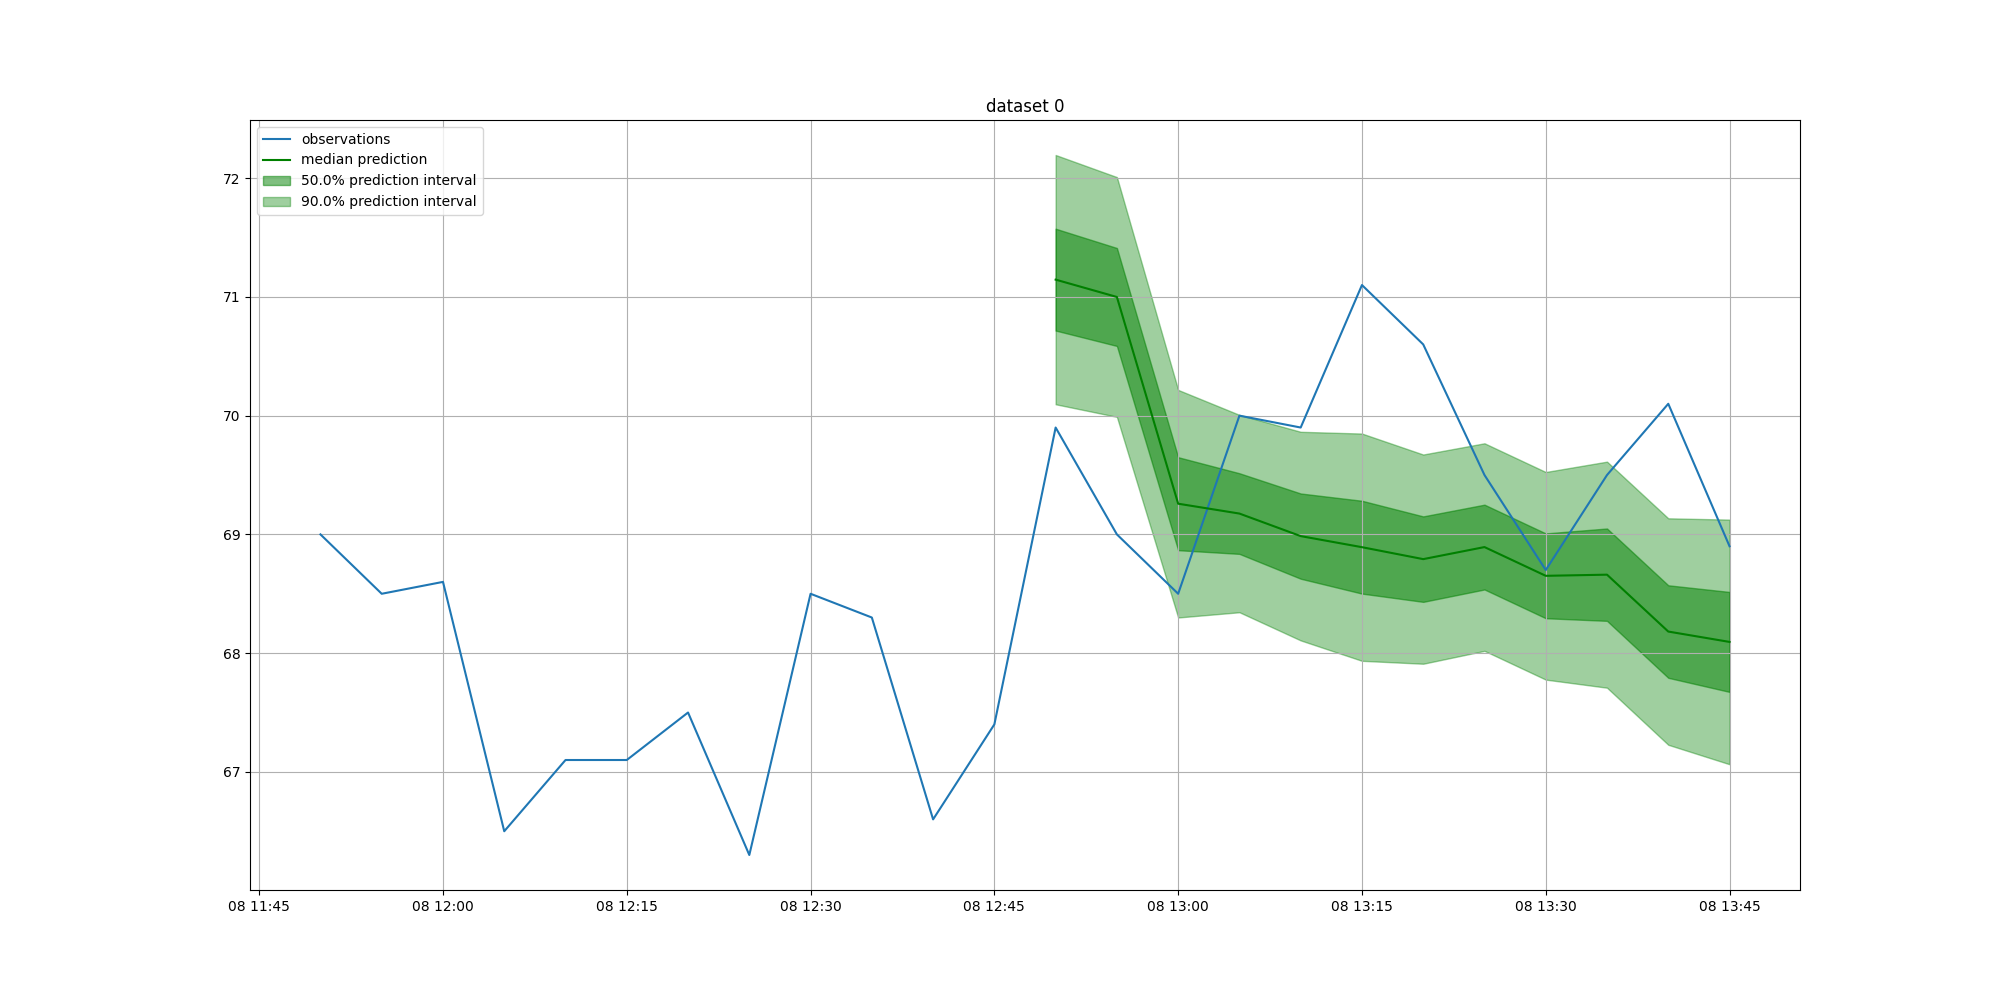 dataset 0
observations
median prediction
50.0% prediction interval
90.0% prediction interval
72
71
70
69
68
67
08 11:45 08 12:00 08 12:15 08 12:30 08 12:45 08 13:00 08 13:15 08 13:30 08 13:45